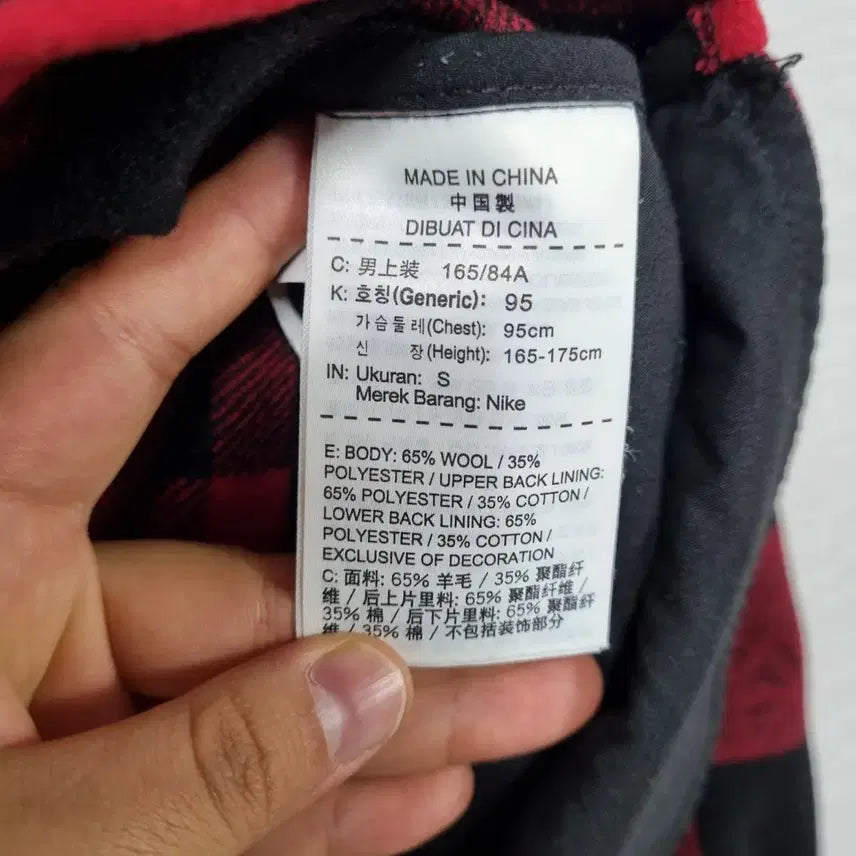 MADE IN CHINA
中国製
DIBUAT DI CINA
C: 男上装 165/84A
K: 호칭(Generic): 95
가슴둘레(Chest): 95cm
신 장(Height): 165-175cm
IN: Ukuran: S
Merek Barang: Nike
E: BODY: 65% WOOL / 35%
POLYESTER / UPPER BACK LINING:
65% POLYESTER / 35% COTTON /
LOWER BACK LINING: 65%
POLYESTER / 35% COTTON /
EXCLUSIVE OF DECORATION
C: 面料: 65% 羊毛 / 35% 聚酯纤
维 / 后上片里料: 65% 聚酯纤维 /
35% 棉 / 后下片里料: 65% 聚酯纤
维 / 35% 棉 / 不包括装饰部分